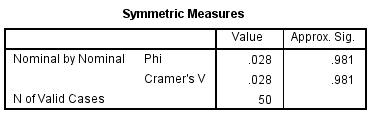 Symmetric Measures
Value Approx. Sig.
Nominal by Nominal Phi .028 .981
Cramer's V .028 .981
N of Valid Cases 50